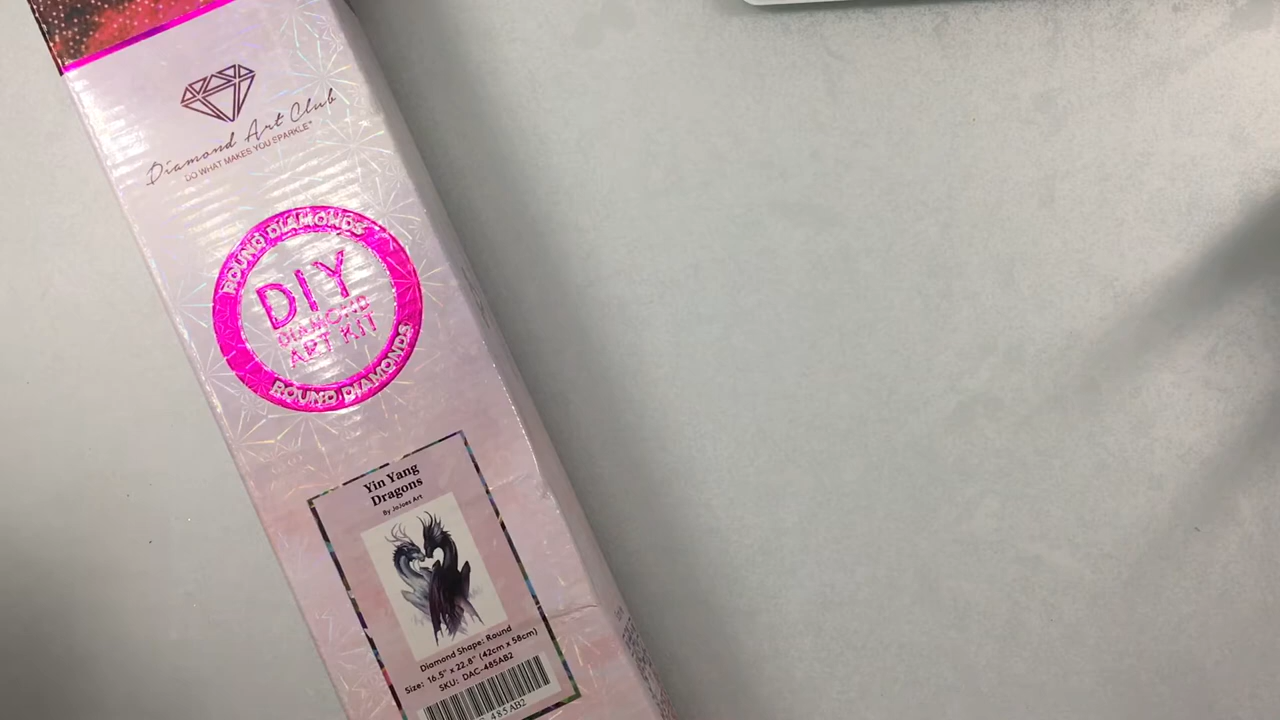 Diamond Art Club
DO WHAT MAKES YOU SPARKLE
ROUND DIAMONDS
DIY
DIAMOND
ART KIT
ROUND DIAMONDS
Yin Yang
Dragons
By JoJoes Art
Diamond Shape: Round
Size: 16.5" x 22.8" (42cm x 58cm)
SKU: DAC-485AB2
485AB2